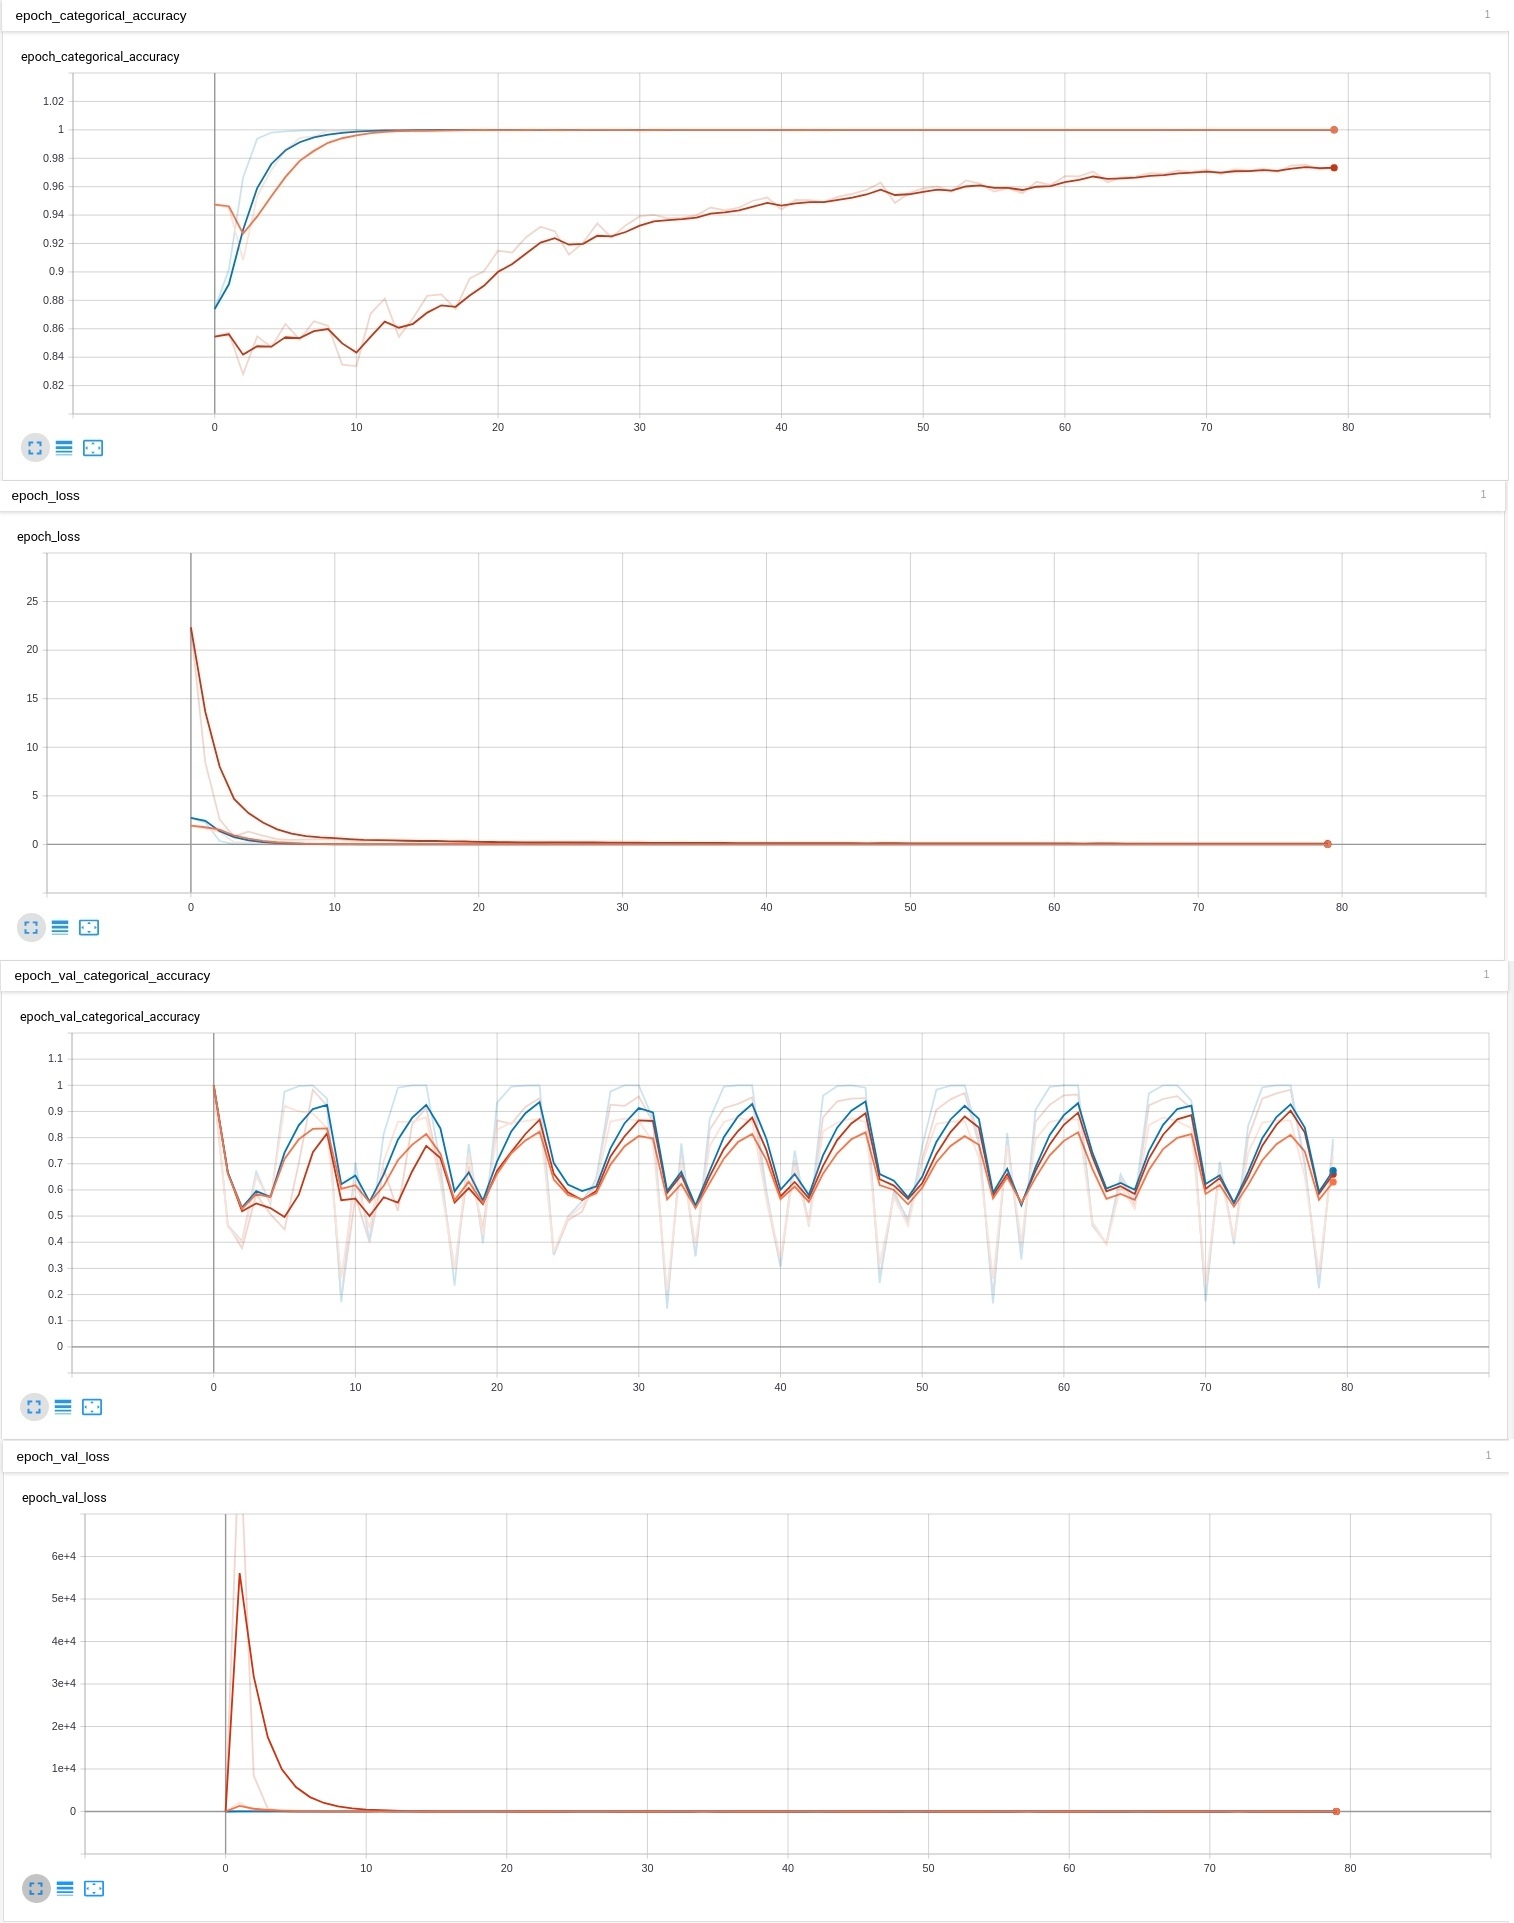 epoch_categorical_accuracy 1
epoch_categorical_accuracy
1.02
1
0.98
0.96
0.94
0.92
0.9
0.88
0.86
0.84
0.82
0 10 20 30 40 50 60 70 80
epoch_loss 1
epoch_loss
25
20
15
10
5
0
0 10 20 30 40 50 60 70 80
epoch_val_categorical_accuracy 1
epoch_val_categorical_accuracy
1.1
1
0.9
0.8
0.7
0.6
0.5
0.4
0.3
0.2
0.1
0
0 10 20 30 40 50 60 70 80
epoch_val_loss 1
epoch_val_loss
6e+4
5e+4
4e+4
3e+4
2e+4
1e+4
0
0 10 20 30 40 50 60 70 80